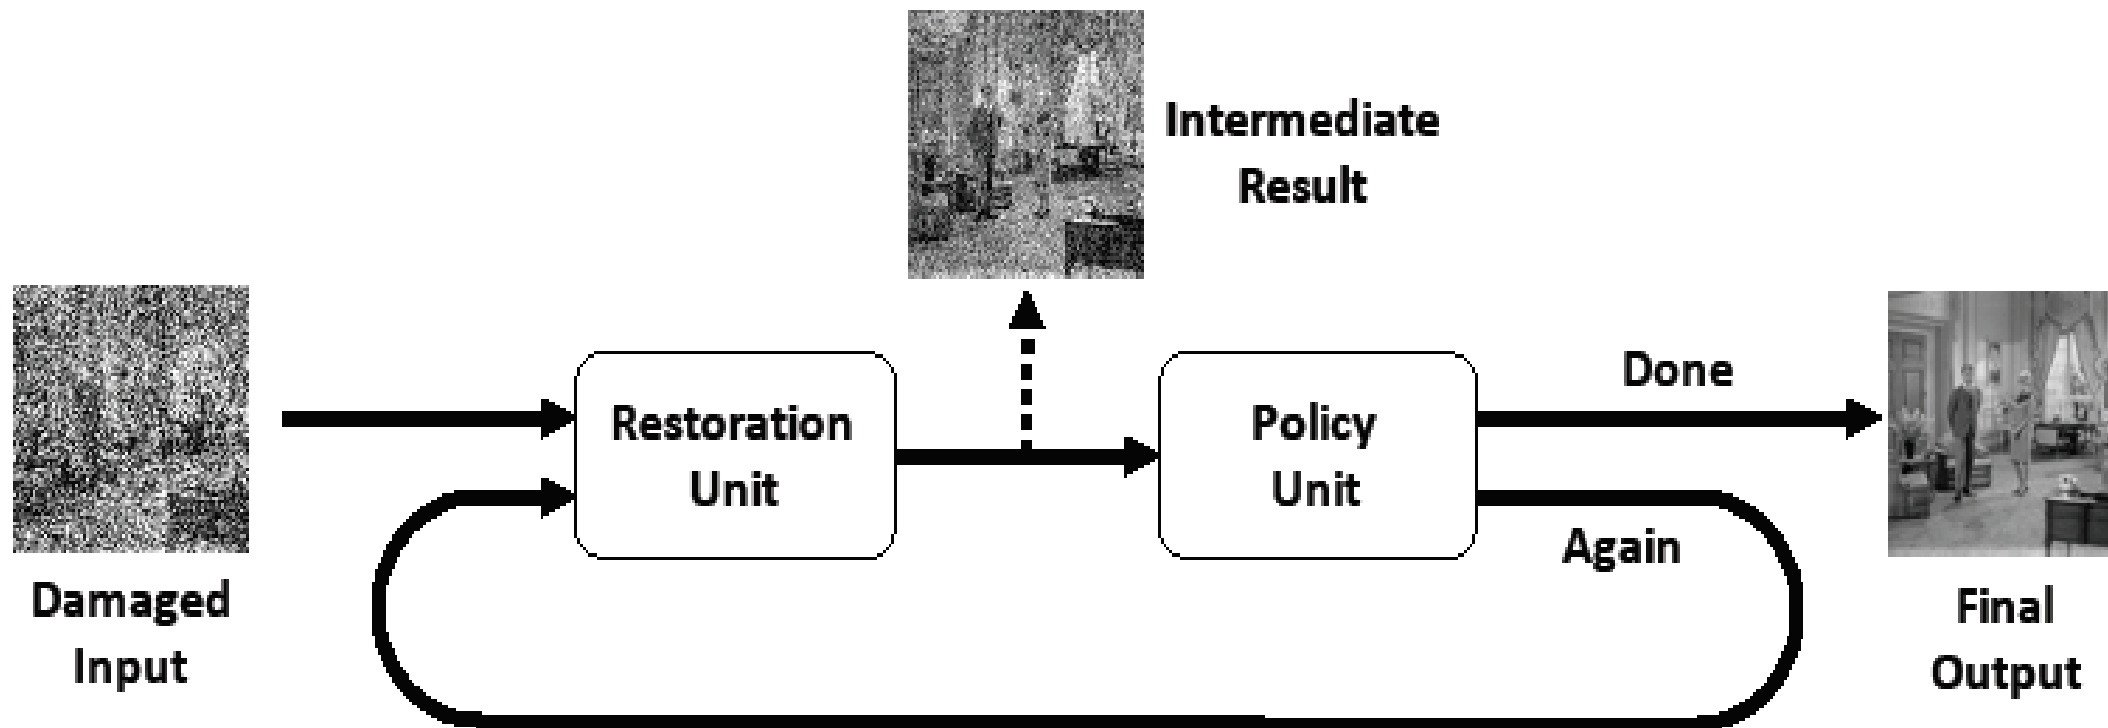 Intermediate
Result
Damaged
Input
Restoration
Unit
Policy
Unit
Done
Again
Final
Output